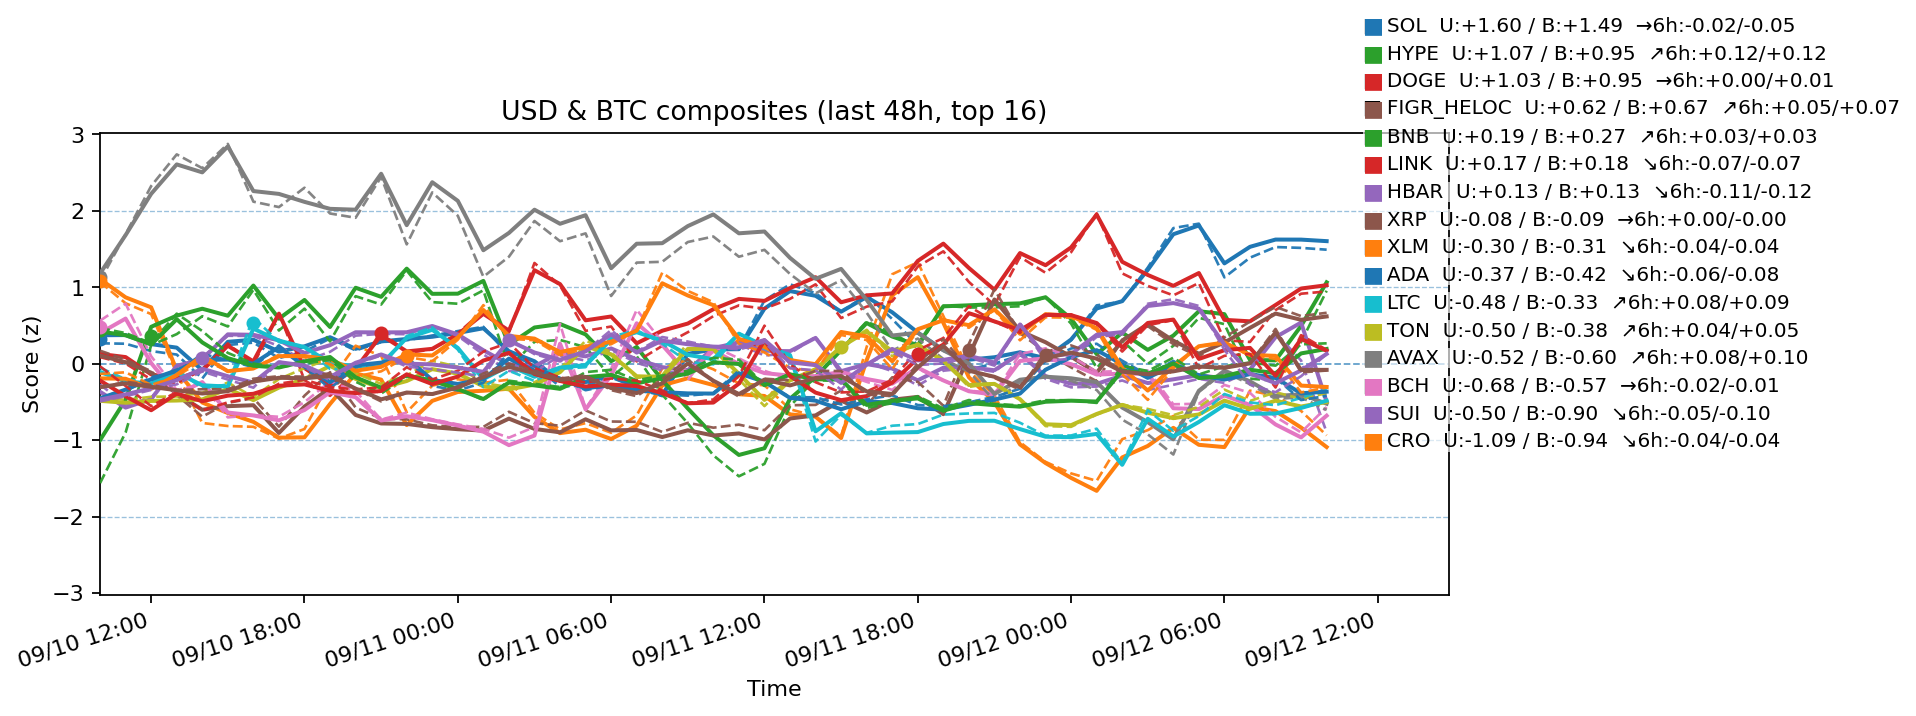 SOL  U:+1.60 / B:+1.49  →6h:-0.02/-0.05
HYPE  U:+1.07 / B:+0.95  ↗6h:+0.12/+0.12
DOGE  U:+1.03 / B:+0.95  →6h:+0.00/+0.01
FIGR_HELOC  U:+0.62 / B:+0.67  ↗6h:+0.05/+0.07
BNB  U:+0.19 / B:+0.27  ↗6h:+0.03/+0.03
LINK  U:+0.17 / B:+0.18  ↘6h:-0.07/-0.07
HBAR  U:+0.13 / B:+0.13  ↘6h:-0.11/-0.12
XRP  U:-0.08 / B:-0.09  →6h:+0.00/-0.00
XLM  U:-0.30 / B:-0.31  ↘6h:-0.04/-0.04
ADA  U:-0.37 / B:-0.42  ↘6h:-0.06/-0.08
LTC  U:-0.48 / B:-0.33  ↗6h:+0.08/+0.09
TON  U:-0.50 / B:-0.38  ↗6h:+0.04/+0.05
AVAX  U:-0.52 / B:-0.60  ↗6h:+0.08/+0.10
BCH  U:-0.68 / B:-0.57  →6h:-0.02/-0.01
SUI  U:-0.50 / B:-0.90  ↘6h:-0.05/-0.10
CRO  U:-1.09 / B:-0.94  ↘6h:-0.04/-0.04
USD & BTC composites (last 48h, top 16)
Score (z)
3
2
1
0
−1
−2
−3
09/10 12:00
09/10 18:00
09/11 00:00
09/11 06:00
09/11 12:00
09/11 18:00
09/12 00:00
09/12 06:00
09/12 12:00
Time